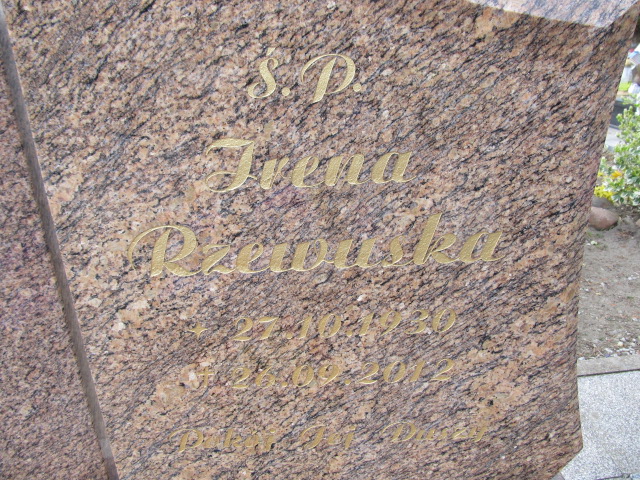 Ś.P.
Irena
Rzewuska
27.10.1930
† 26.09.2012
Pokój Jej Duszy